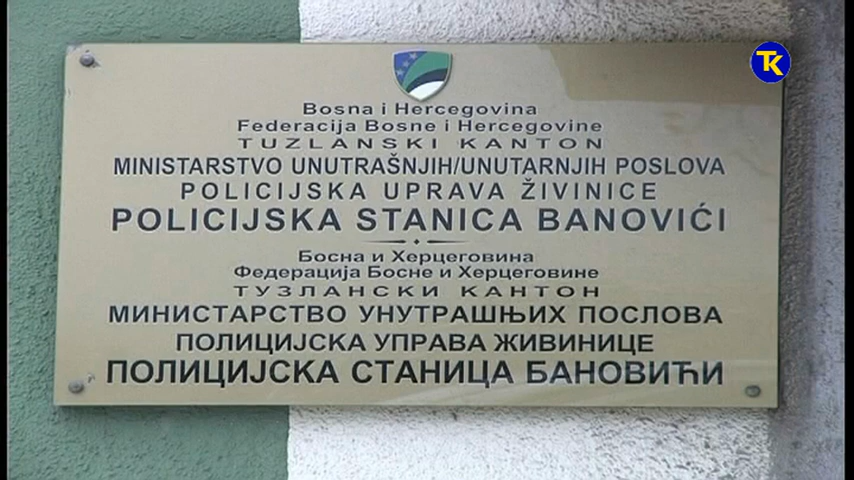 TK
Bosna i Hercegovina
Federacija Bosne i Hercegovine
TUZLANSKI KANTON
MINISTARSTVO UNUTRAŠNJIH/UNUTARNJIH POSLOVA
POLICIJSKA UPRAVA ŽIVINICE
POLICIJSKA STANICA BANOVIĆI
Босна и Херцеговина
Федерација Босне и Херцеговине
ТУЗЛАНСКИ КАНТОН
МИНИСТАРСТВО УНУТРАШЊИХ ПОСЛОВА
ПОЛИЦИЈСКА УПРАВА ЖИВИНИЦЕ
ПОЛИЦИЈСКА СТАНИЦА БАНОВИЋИ